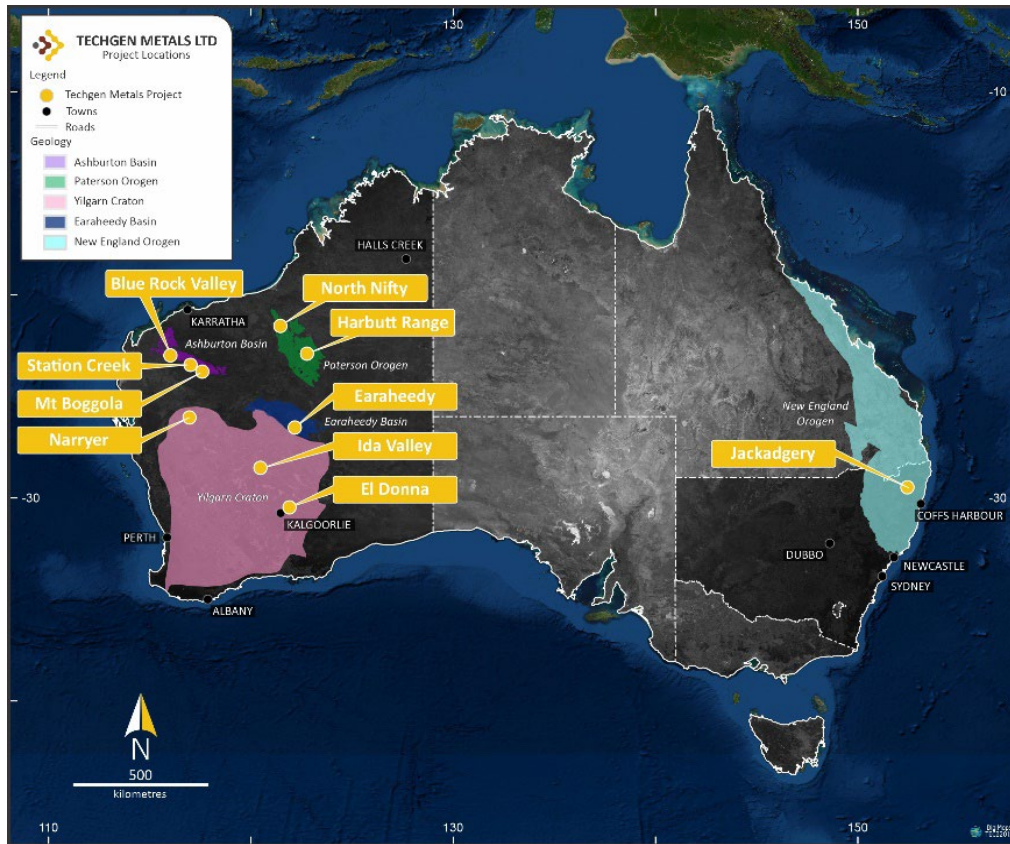 TECHGEN METALS LTD
Project Locations
Legend
Techgen Metals Project
Towns
Roads
Geology
Ashburton Basin
Paterson Orogen
Yilgarn Craton
Earaheedy Basin
New England Orogen
130
150
-10
HALLS CREEK
Blue Rock Valley
North Nifty
KARRATHA
Harbutt Range
Ashburton Basin
Station Creek
Paterson Orogen
Mt Boggola
Earaheedy
Narryer
Earaheedy Basin
New England
Orogen
Ida Valley
Jackadgery
El Donna
Yilgarn Craton
-30
-30
KALGOORLIE
COFFS HARBOUR
PERTH
DUBBO
NEWCASTLE
SYDNEY
ALBANY
N
500
kilometres
110
130
150